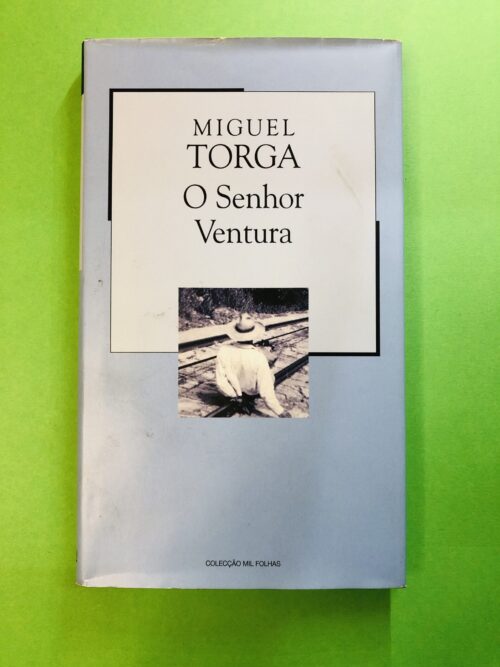 MIGUEL
TORGA
O Senhor
Ventura
COLECÇÃO MIL FOLHAS